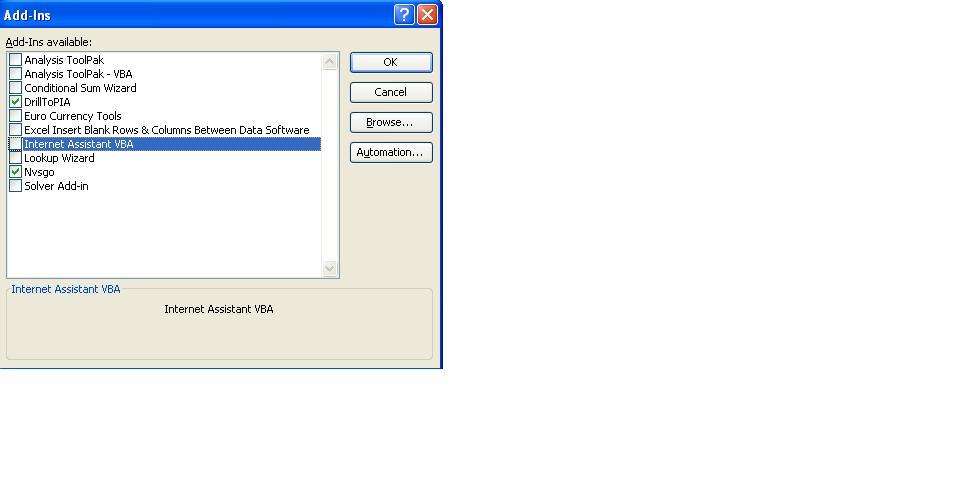 Add-Ins
Add-Ins available:
Analysis ToolPak
Analysis ToolPak - VBA
Conditional Sum Wizard
DrillToPIA
Euro Currency Tools
Excel Insert Blank Rows & Columns Between Data Software
Internet Assistant VBA
Lookup Wizard
Nvsgo
Solver Add-in
OK
Cancel
Browse...
Automation...
Internet Assistant VBA
Internet Assistant VBA